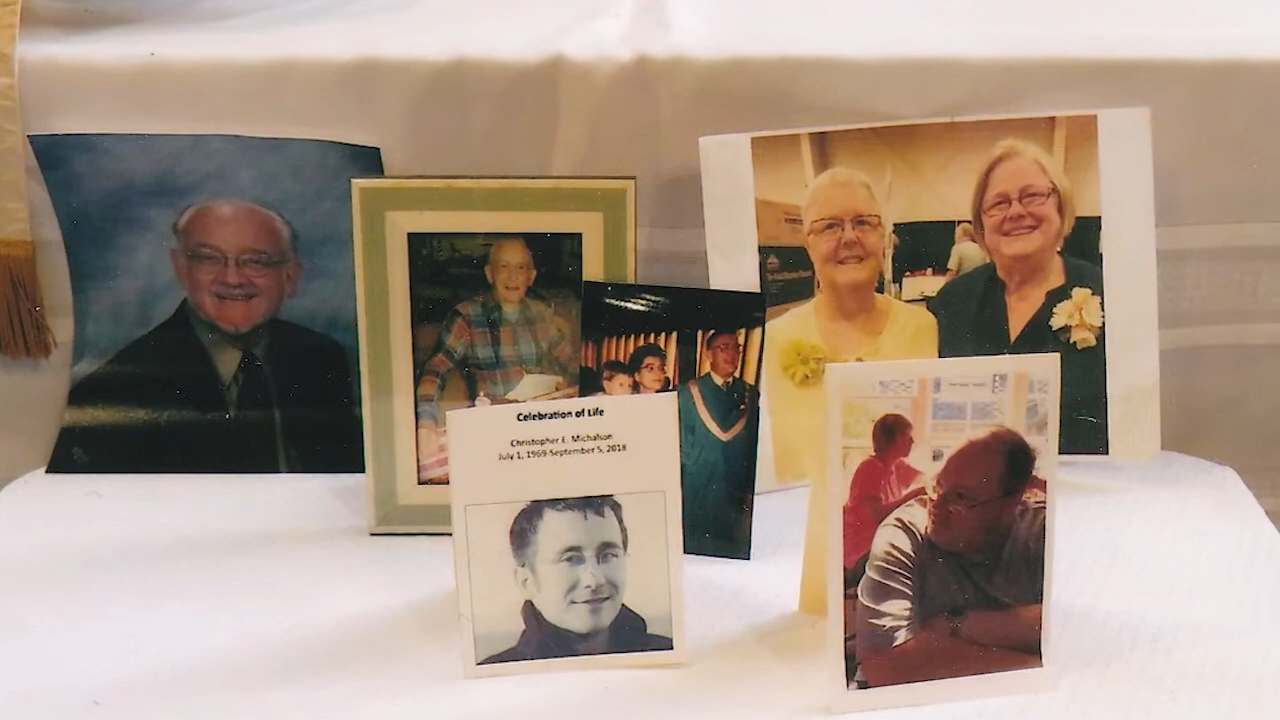 Celebration of Life
Christopher E. Michalson
July 1, 1969-September 5, 2018